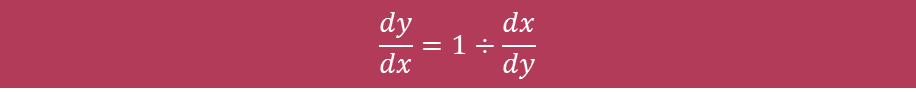 dy/dx = 1 ÷ dx/dy